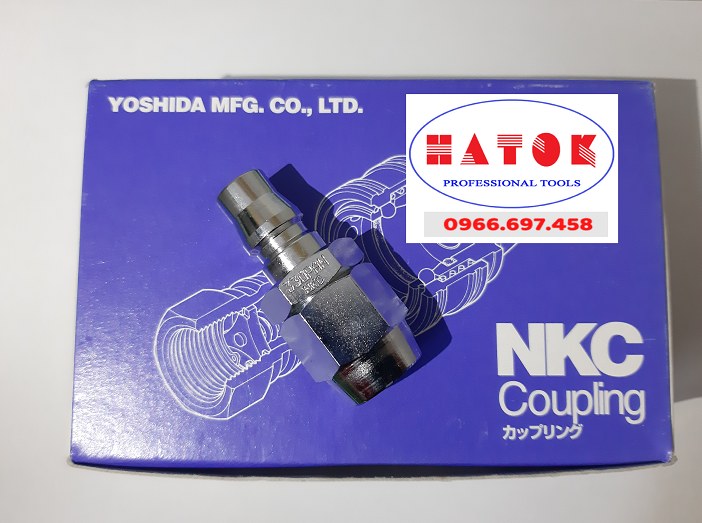 YOSHIDA MFG. CO., LTD.
HATOK
PROFESSIONAL TOOLS
0966.697.458
NKC
Coupling
カップリング